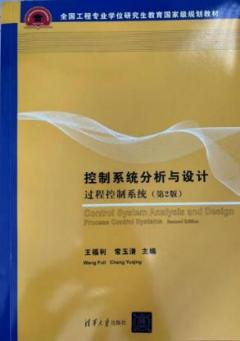 全国工程专业学位研究生教育国家级规划教材
控制系统分析与设计
过程控制系统（第2版）
Control System Analysis and Design
Process Control Systems Second Edition
王福利 常玉清 主编
Wang Fuli Chang Yuqing
清华大学出版社